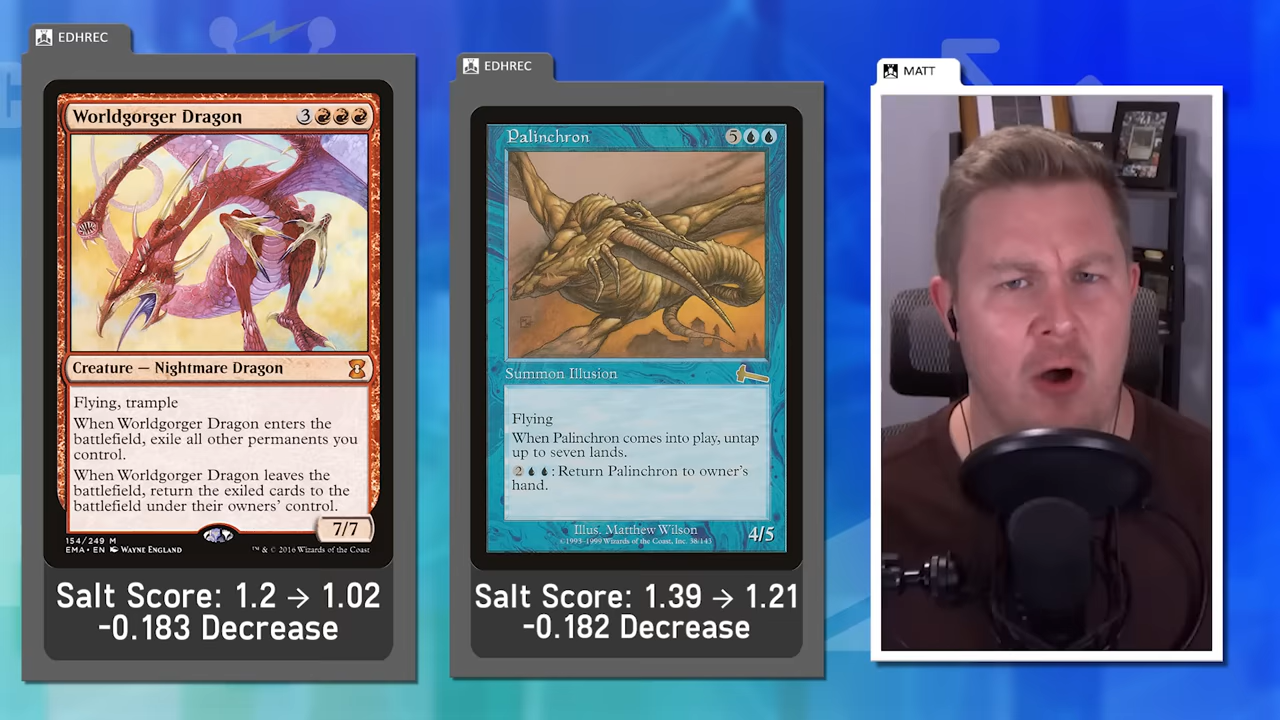 EDHREC
Worldgorger Dragon 3
Creature — Nightmare Dragon
Flying, trample
When Worldgorger Dragon enters the
battlefield, exile all other permanents you
control.
When Worldgorger Dragon leaves the
battlefield, return the exiled cards to the
battlefield under their owners' control.
7/7
154/249 M
EMA • EN WAYNE ENGLAND
™ & © 2016 Wizards of the Coast
Salt Score: 1.2 → 1.02
-0.183 Decrease
EDHREC
Palinchron 5
Summon Illusion
Flying
When Palinchron comes into play, untap
up to seven lands.
2 : Return Palinchron to owner's
hand.
Illus. Matthew Wilson
©1993-1999 Wizards of the Coast, Inc. 38/143
4/5
Salt Score: 1.39 → 1.21
-0.182 Decrease
MATT